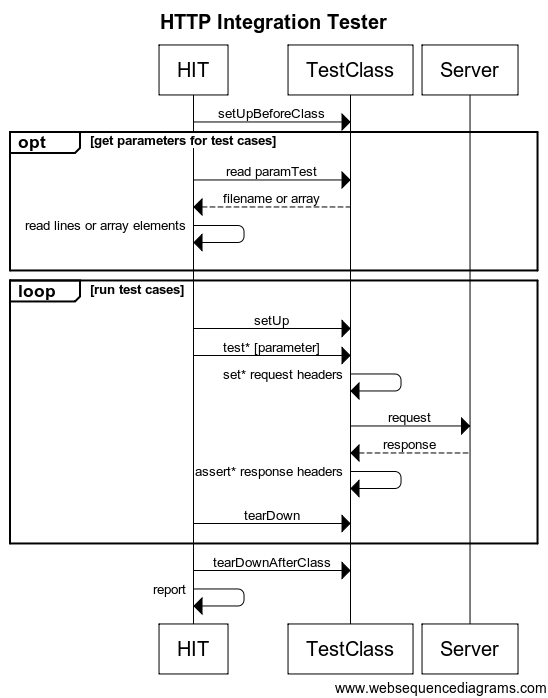 HTTP Integration Tester
HIT TestClass Server
setUpBeforeClass
opt [get parameters for test cases]
read paramTest
filename or array
read lines or array elements
loop [run test cases]
setUp
test* [parameter]
set* request headers
request
response
assert* response headers
tearDown
tearDownAfterClass
report
HIT TestClass Server
www.websequencediagrams.com